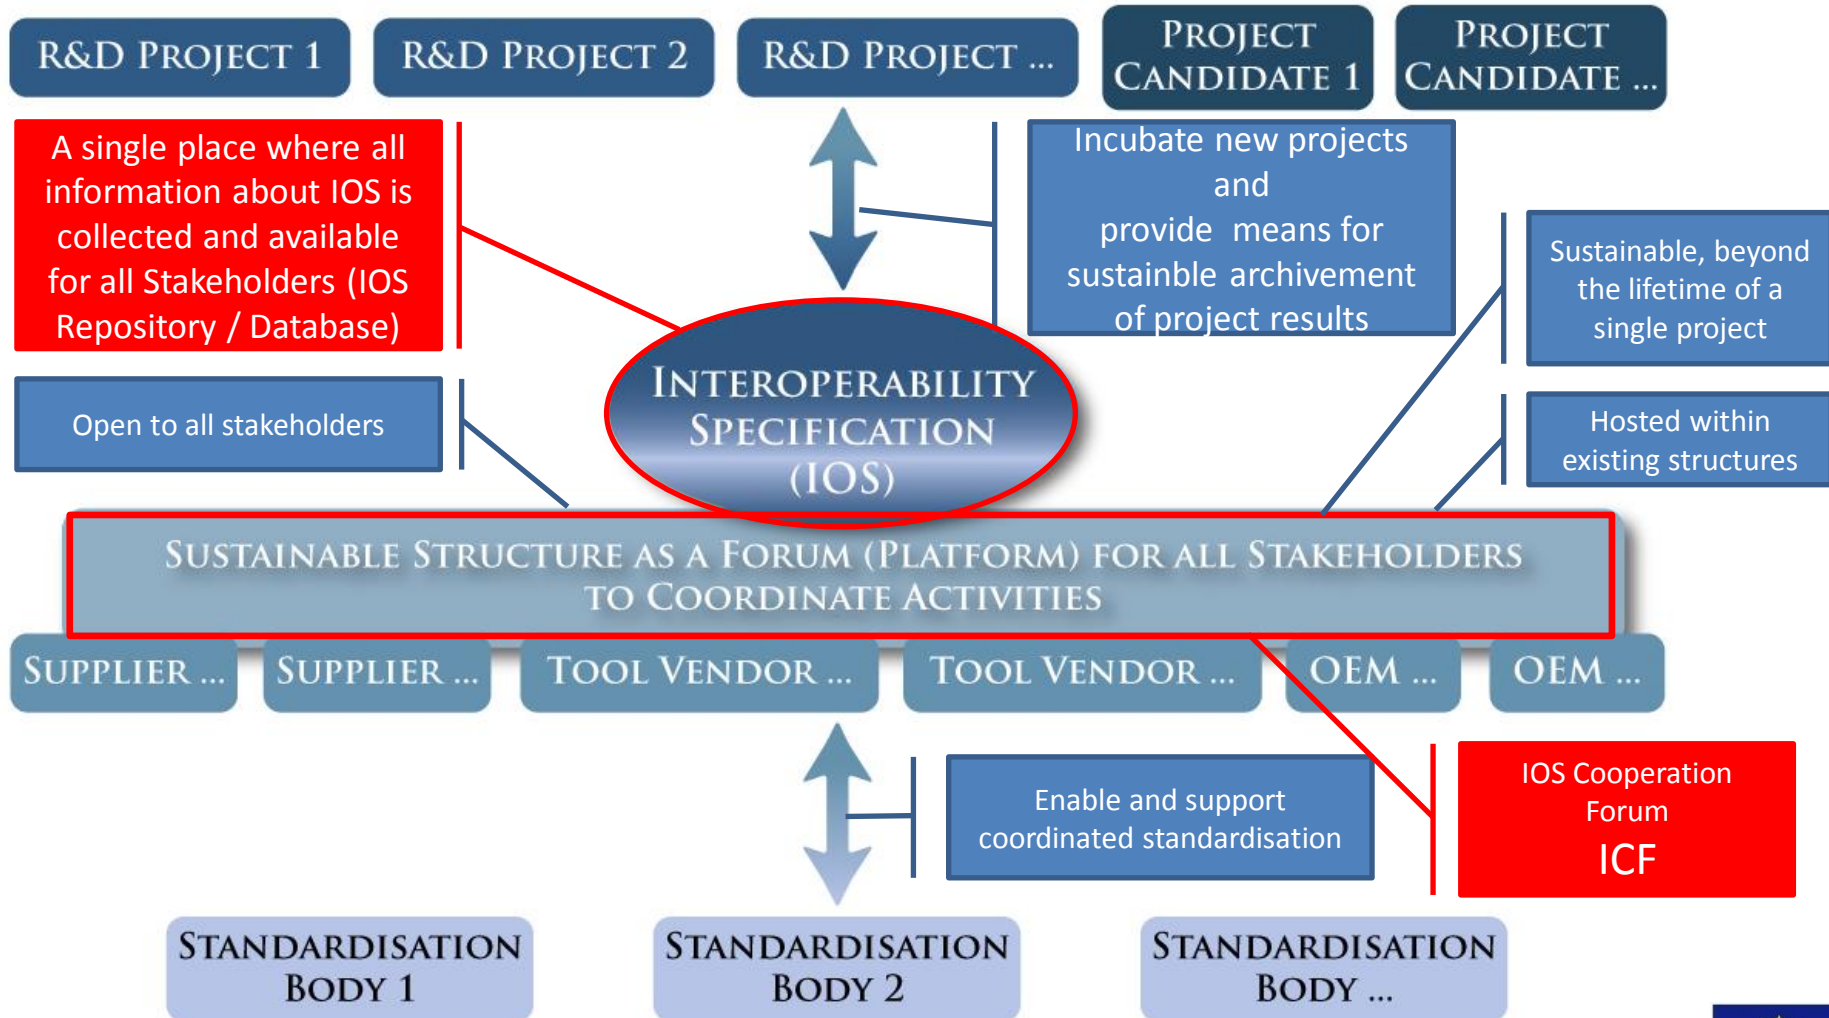 R&D PROJECT 1
R&D PROJECT 2
R&D PROJECT ...
PROJECT
CANDIDATE 1
PROJECT
CANDIDATE ...
A single place where all
information about IOS is
collected and available
for all Stakeholders (IOS
Repository / Database)
Incubate new projects
and
provide means for
sustainble archivement
of project results
Sustainable, beyond
the lifetime of a
single project
Open to all stakeholders
INTEROPERABILITY
SPECIFICATION
(IOS)
Hosted within
existing structures
SUSTAINABLE STRUCTURE AS A FORUM (PLATFORM) FOR ALL STAKEHOLDERS
TO COORDINATE ACTIVITIES
SUPPLIER ...
SUPPLIER ...
TOOL VENDOR ...
TOOL VENDOR ...
OEM ...
OEM ...
Enable and support
coordinated standardisation
IOS Cooperation
Forum
ICF
STANDARDISATION
BODY 1
STANDARDISATION
BODY 2
STANDARDISATION
BODY ...